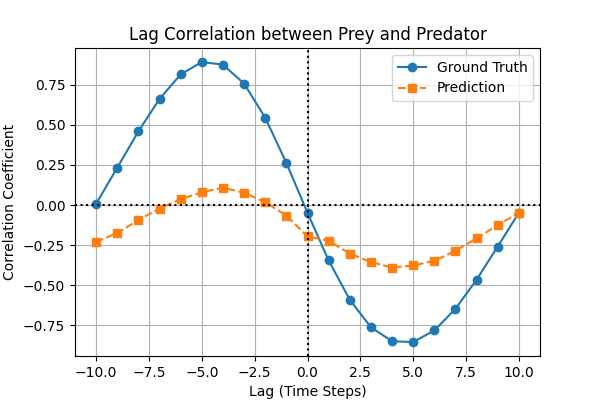 Lag Correlation between Prey and Predator
Ground Truth
Prediction
Correlation Coefficient
0.75
0.50
0.25
0.00
−0.25
−0.50
−0.75
−10.0 −7.5 −5.0 −2.5 0.0 2.5 5.0 7.5 10.0
Lag (Time Steps)